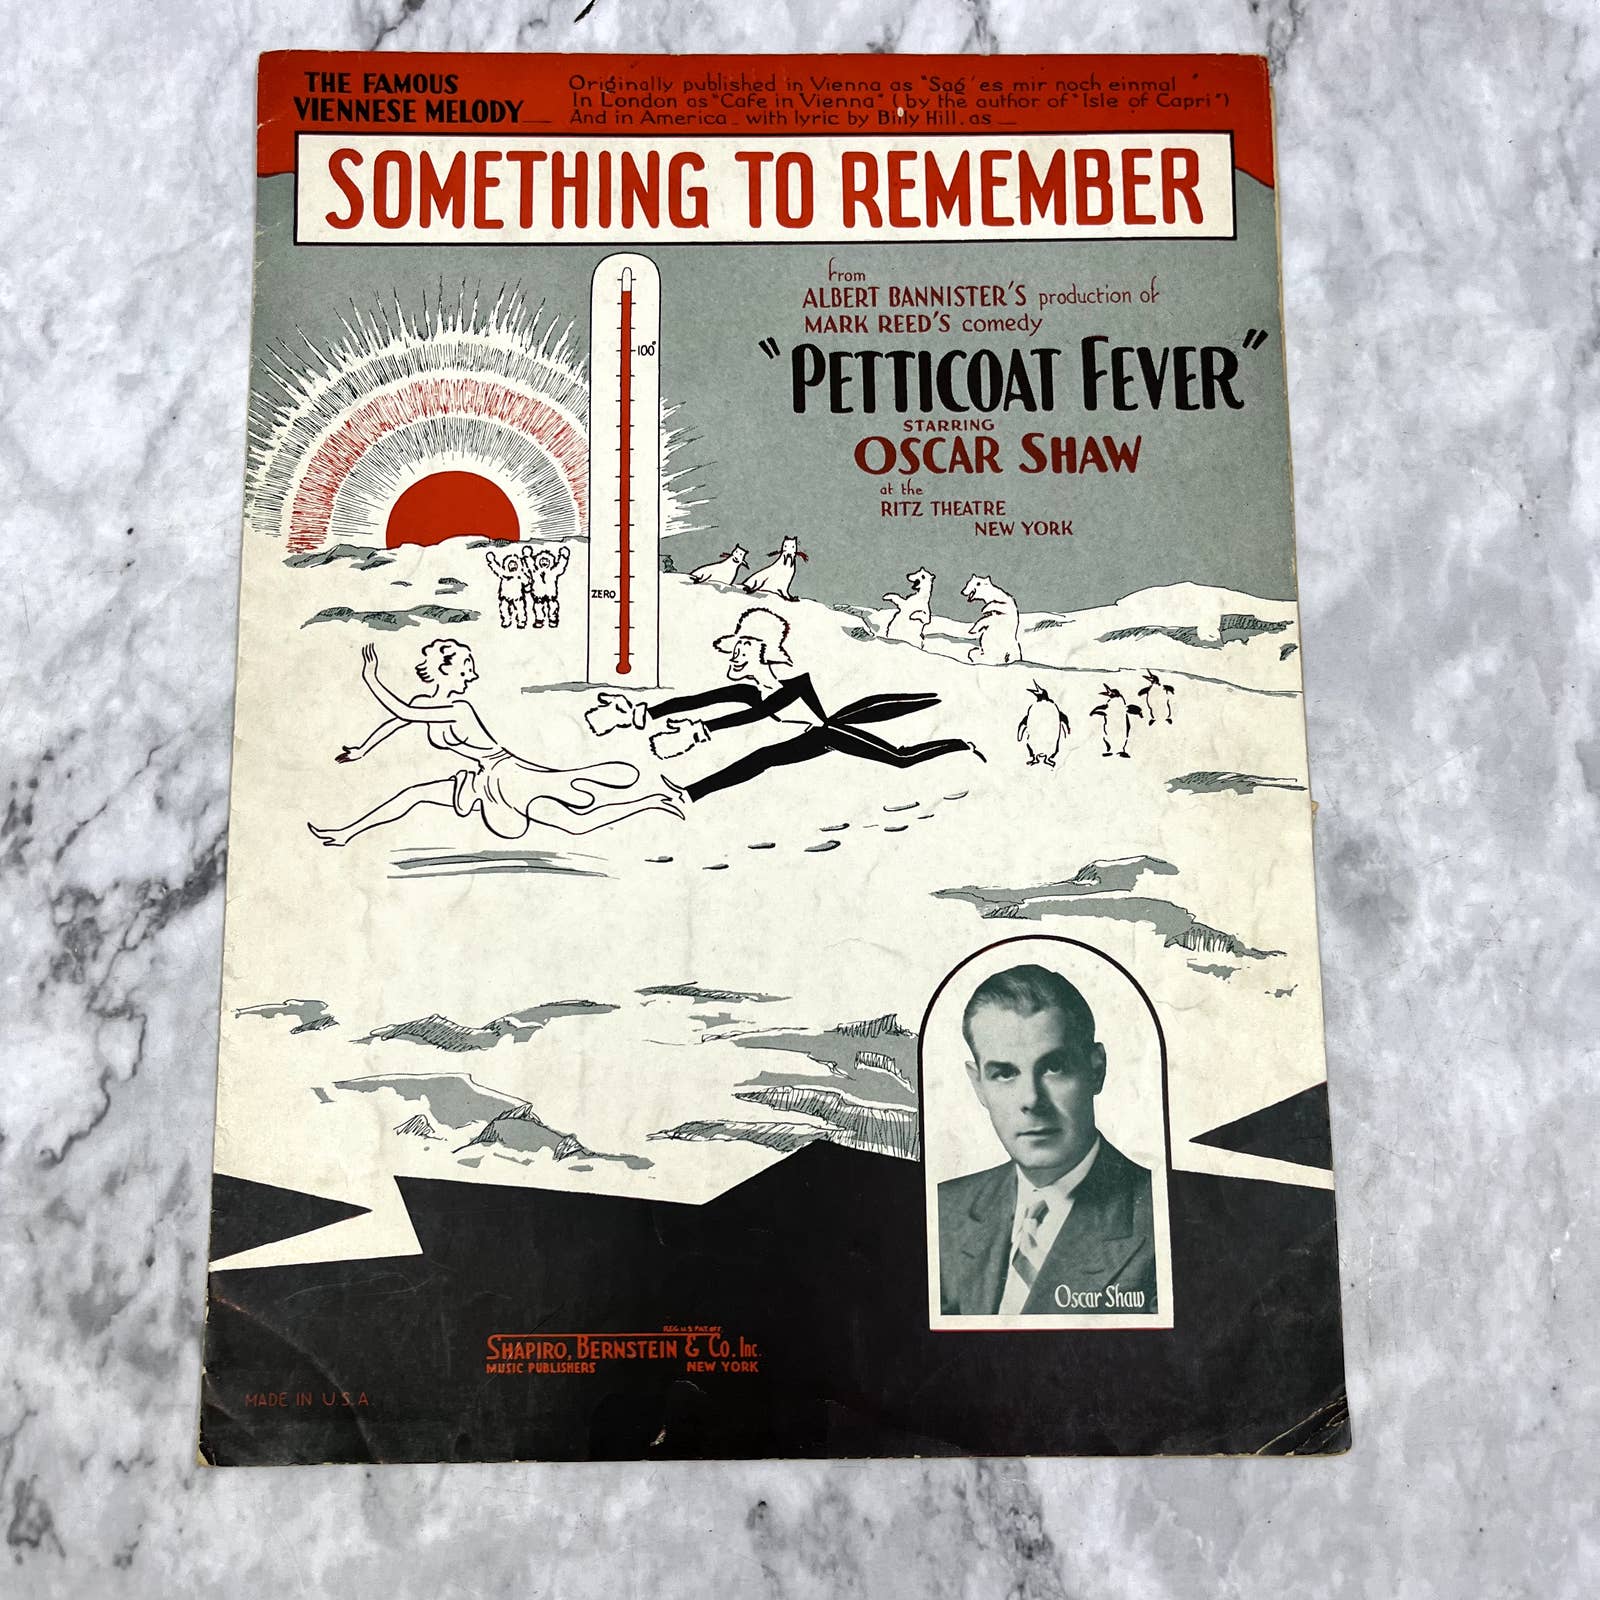 THE FAMOUS
VIENNESE MELODY
Originally published in Vienna as "Sag' es mir noch einmal"
In London as "Cafe in Vienna" (by the author of "Isle of Capri")
And in America - with lyric by Billy Hill. as —
SOMETHING TO REMEMBER
from
ALBERT BANNISTER'S production of
MARK REED'S comedy
"PETTICOAT FEVER"
STARRING
OSCAR SHAW
at the
RITZ THEATRE
NEW YORK
100°
ZERO
Oscar Shaw
REG. U.S. PAT. OFF.
SHAPIRO, BERNSTEIN & CO. INC.
MUSIC PUBLISHERS NEW YORK
MADE IN U.S.A.